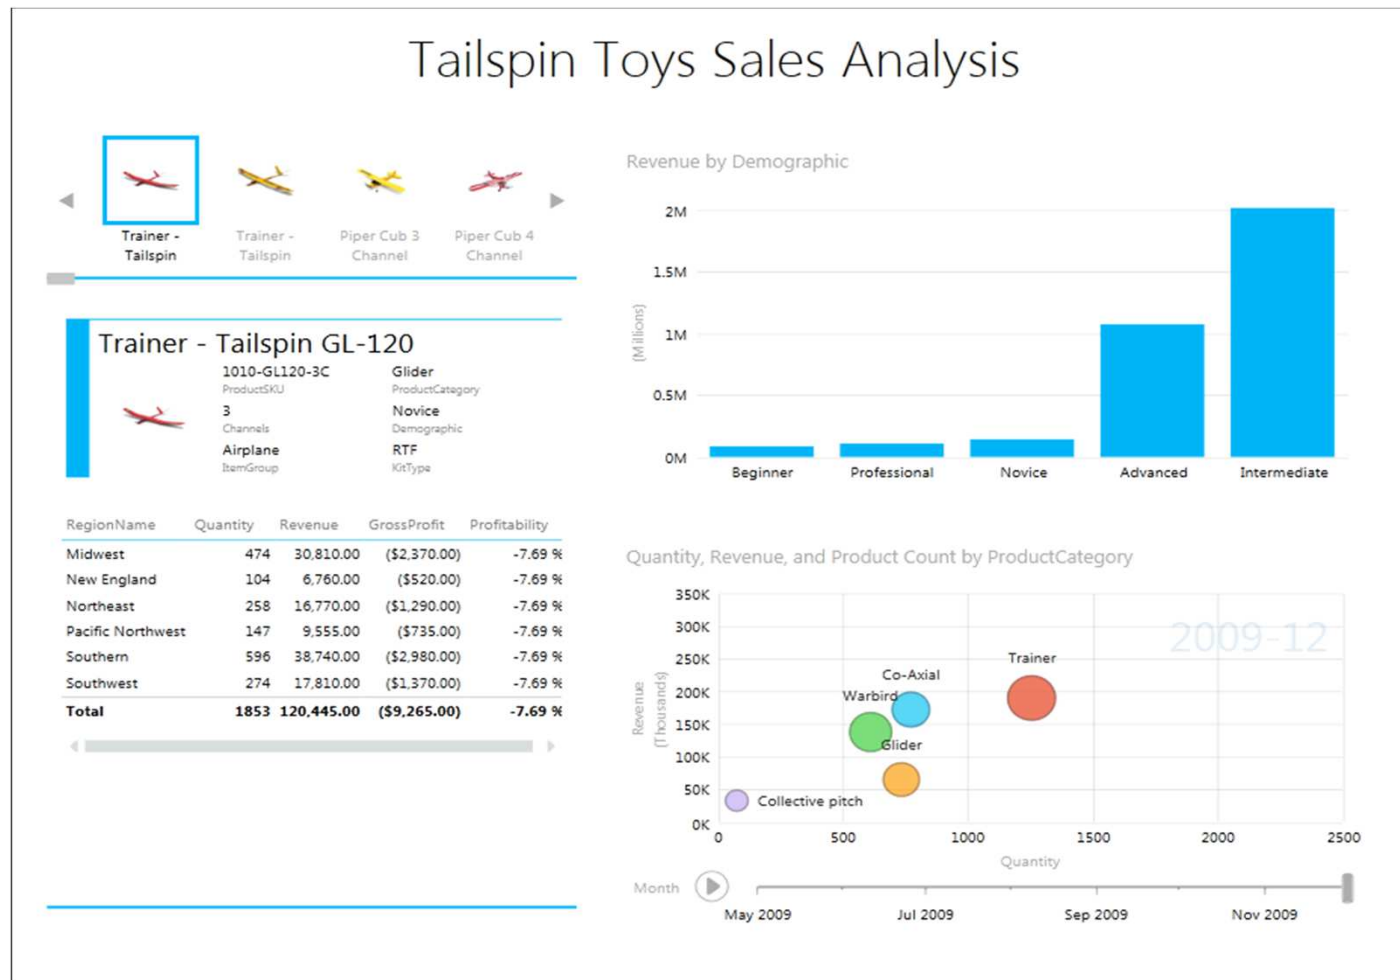 Tailspin Toys Sales Analysis
Trainer -
Tailspin
Trainer -
Tailspin
Piper Cub 3
Channel
Piper Cub 4
Channel
Trainer - Tailspin GL-120
1010-GL120-3C Glider
ProductSKU ProductCategory
3 Novice
Channels Demographic
Airplane RTF
ItemGroup KitType
RegionName Quantity Revenue GrossProfit Profitability
Midwest 474 30,810.00 ($2,370.00) -7.69 %
New England 104 6,760.00 ($520.00) -7.69 %
Northeast 258 16,770.00 ($1,290.00) -7.69 %
Pacific Northwest 147 9,555.00 ($735.00) -7.69 %
Southern 596 38,740.00 ($2,980.00) -7.69 %
Southwest 274 17,810.00 ($1,370.00) -7.69 %
Total 1853 120,445.00 ($9,265.00) -7.69 %
Revenue by Demographic
(Millions)
2M
1.5M
1M
0.5M
0M
Beginner Professional Novice Advanced Intermediate
Quantity, Revenue, and Product Count by ProductCategory
Revenue
(Thousands)
350K
300K
250K
200K
150K
100K
50K
0K
2009-12
Trainer
Co-Axial
Warbird
Glider
Collective pitch
0 500 1000 1500 2000 2500
Quantity
Month
May 2009 Jul 2009 Sep 2009 Nov 2009